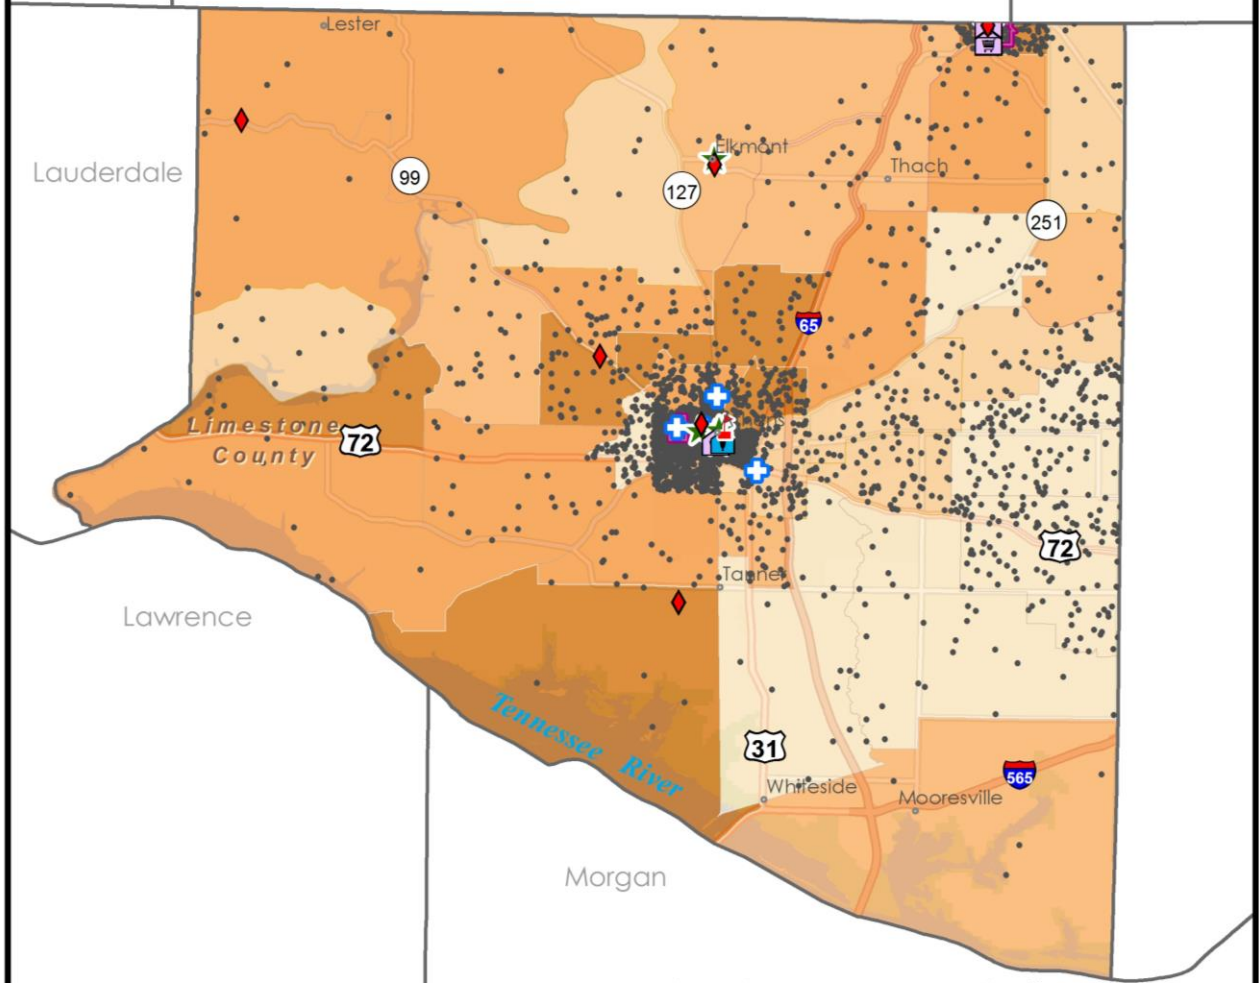 Lester
Elkmont
Thach
Lauderdale
99
127
251
65
Limestone
County
72
72
Tanner
Lawrence
Tennessee River
31
Whiteside
565
Mooresville
Morgan